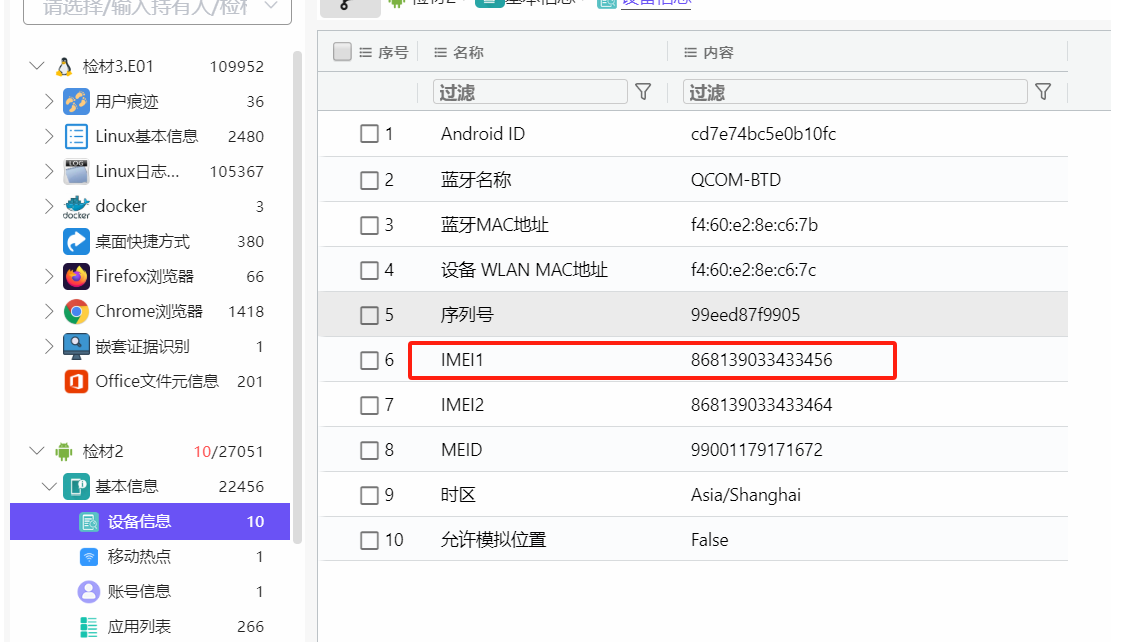 请选择/输入持有人/检材
检材2 基本信息 设备信息
检材3.E01 109952
用户痕迹 36
Linux基本信息 2480
Linux日志... 105367
docker 3
桌面快捷方式 380
Firefox浏览器 66
Chrome浏览器 1418
嵌套证据识别 1
Office文件元信息 201
检材2 10/27051
基本信息 22456
设备信息 10
移动热点 1
账号信息 1
应用列表 266
序号 名称 内容
过滤 过滤
1 Android ID cd7e74bc5e0b10fc
2 蓝牙名称 QCOM-BTD
3 蓝牙MAC地址 f4:60:e2:8e:c6:7b
4 设备 WLAN MAC地址 f4:60:e2:8e:c6:7c
5 序列号 99eed87f9905
6 IMEI1 868139033433456
7 IMEI2 868139033433464
8 MEID 99001179171672
9 时区 Asia/Shanghai
10 允许模拟位置 False